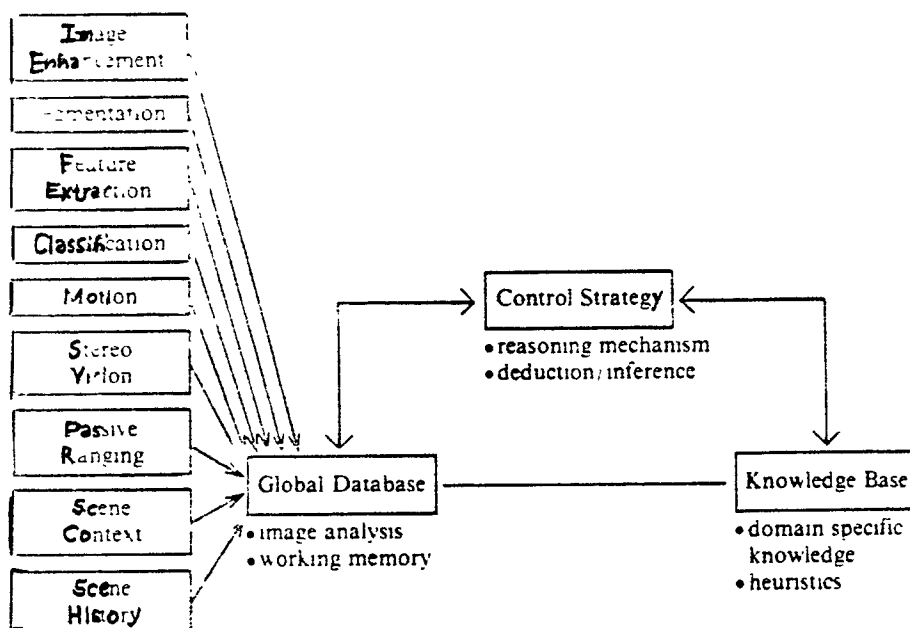 Image
Enhancement
mentation
Feature
Extraction
Classification
Motion
Stereo
Vision
Passive
Ranging
Scene
Context
Scene
History
Control Strategy
• reasoning mechanism
• deduction/inference
Global Database
• image analysis
• working memory
Knowledge Base
• domain specific
knowledge
• heuristics